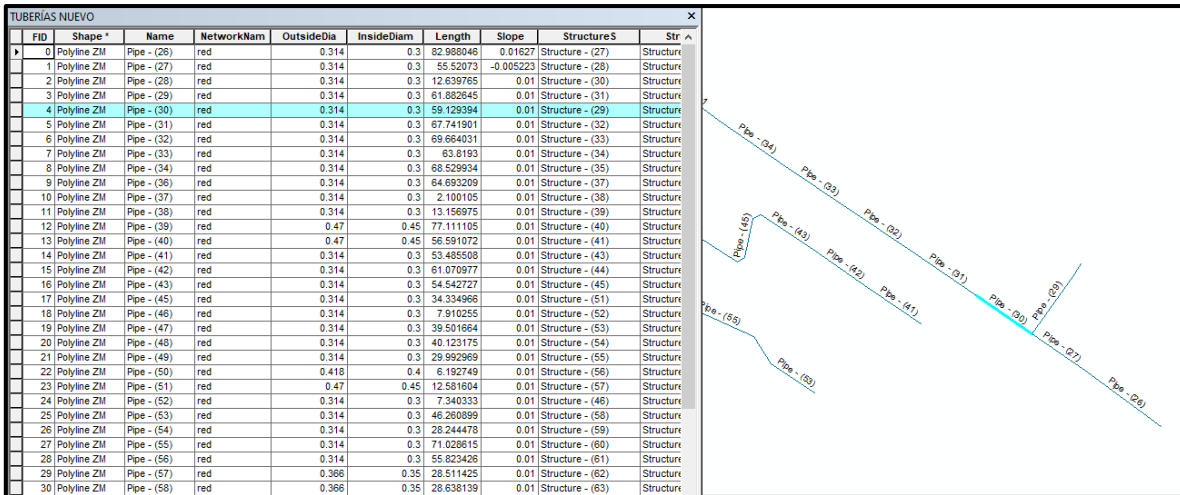 TUBERÍAS NUEVO ×
FID Shape * Name NetworkNam OutsideDia InsideDiam Length Slope StructureS Str
0 Polyline ZM Pipe - (26) red 0.314 0.3 82.988046 0.01627 Structure - (27) Structure
1 Polyline ZM Pipe - (27) red 0.314 0.3 55.52073 -0.005223 Structure - (28) Structure
2 Polyline ZM Pipe - (28) red 0.314 0.3 12.639765 0.01 Structure - (30) Structure
3 Polyline ZM Pipe - (29) red 0.314 0.3 61.882645 0.01 Structure - (31) Structure
4 Polyline ZM Pipe - (30) red 0.314 0.3 59.129394 0.01 Structure - (29) Structure
5 Polyline ZM Pipe - (31) red 0.314 0.3 67.741901 0.01 Structure - (32) Structure
6 Polyline ZM Pipe - (32) red 0.314 0.3 69.664031 0.01 Structure - (33) Structure
7 Polyline ZM Pipe - (33) red 0.314 0.3 63.8193 0.01 Structure - (34) Structure
8 Polyline ZM Pipe - (34) red 0.314 0.3 68.529934 0.01 Structure - (35) Structure
9 Polyline ZM Pipe - (36) red 0.314 0.3 64.693209 0.01 Structure - (37) Structure
10 Polyline ZM Pipe - (37) red 0.314 0.3 2.100105 0.01 Structure - (38) Structure
11 Polyline ZM Pipe - (38) red 0.314 0.3 13.156975 0.01 Structure - (39) Structure
12 Polyline ZM Pipe - (39) red 0.47 0.45 77.111105 0.01 Structure - (40) Structure
13 Polyline ZM Pipe - (40) red 0.47 0.45 56.591072 0.01 Structure - (41) Structure
14 Polyline ZM Pipe - (41) red 0.314 0.3 53.485508 0.01 Structure - (43) Structure
15 Polyline ZM Pipe - (42) red 0.314 0.3 61.070977 0.01 Structure - (44) Structure
16 Polyline ZM Pipe - (43) red 0.314 0.3 54.542727 0.01 Structure - (45) Structure
17 Polyline ZM Pipe - (45) red 0.314 0.3 34.334966 0.01 Structure - (51) Structure
18 Polyline ZM Pipe - (46) red 0.314 0.3 7.910255 0.01 Structure - (52) Structure
19 Polyline ZM Pipe - (47) red 0.314 0.3 39.501664 0.01 Structure - (53) Structure
20 Polyline ZM Pipe - (48) red 0.314 0.3 40.123175 0.01 Structure - (54) Structure
21 Polyline ZM Pipe - (49) red 0.314 0.3 29.992969 0.01 Structure - (55) Structure
22 Polyline ZM Pipe - (50) red 0.418 0.4 6.192749 0.01 Structure - (56) Structure
23 Polyline ZM Pipe - (51) red 0.47 0.45 12.581604 0.01 Structure - (57) Structure
24 Polyline ZM Pipe - (52) red 0.314 0.3 7.340333 0.01 Structure - (46) Structure
25 Polyline ZM Pipe - (53) red 0.314 0.3 46.260899 0.01 Structure - (58) Structure
26 Polyline ZM Pipe - (54) red 0.314 0.3 28.244478 0.01 Structure - (59) Structure
27 Polyline ZM Pipe - (55) red 0.314 0.3 71.028615 0.01 Structure - (60) Structure
28 Polyline ZM Pipe - (56) red 0.314 0.3 55.823426 0.01 Structure - (61) Structure
29 Polyline ZM Pipe - (57) red 0.366 0.35 28.511425 0.01 Structure - (62) Structure
30 Polyline ZM Pipe - (58) red 0.366 0.35 28.638139 0.01 Structure - (63) Structure
Pipe - (34)
Pipe - (33)
Pipe - (32)
Pipe - (31)
Pipe - (30)
Pipe - (29)
Pipe - (27)
Pipe - (26)
Pipe - (45)
Pipe - (43)
Pipe - (42)
Pipe - (41)
Pipe - (55)
Pipe - (53)